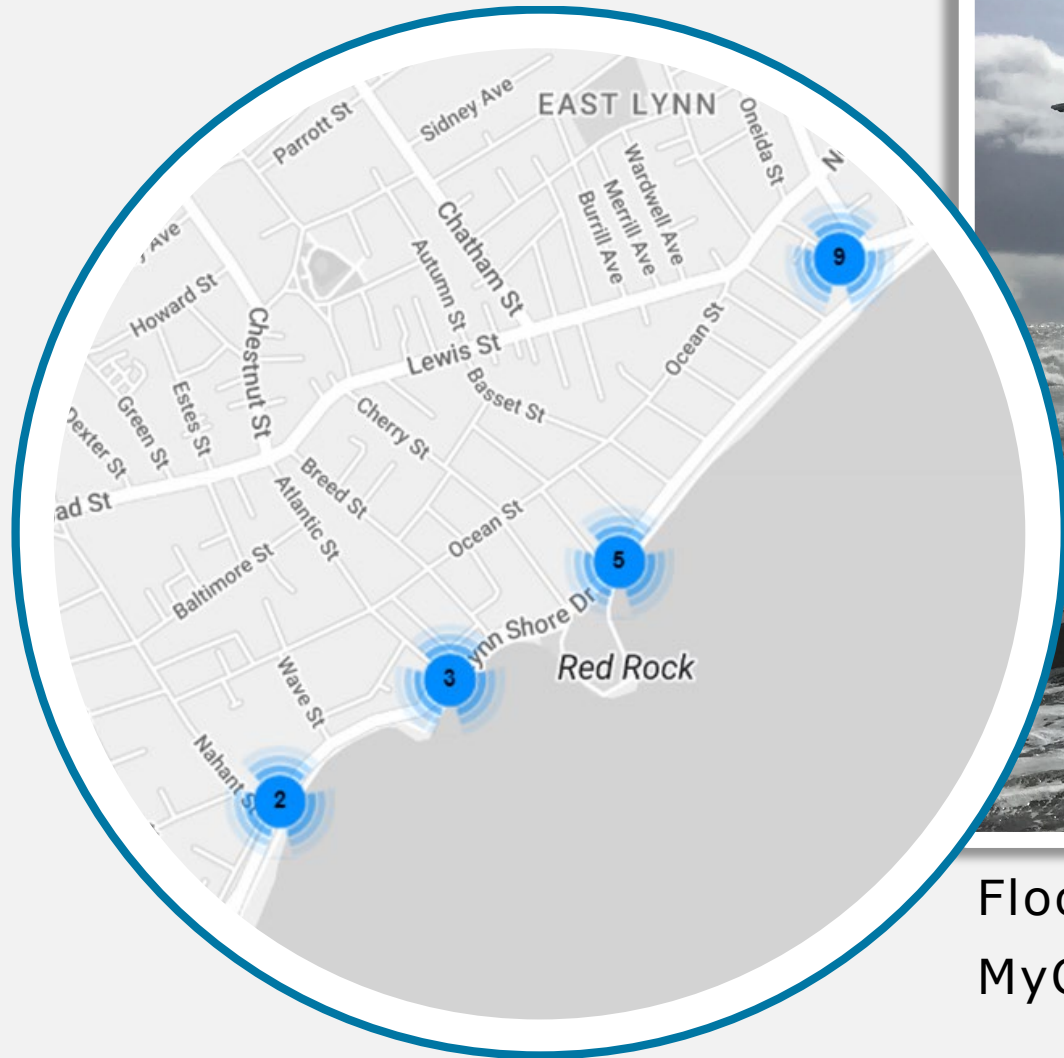 EAST LYNN
Parrott St
Sidney Ave
Oneida St
Wardwell Ave
Merrill Ave
Burrill Ave
Chatham St
Autumn St
Ave
Howard St
Chestnut St
Lewis St
Ocean St
Basset St
Estes St
Green St
Dexter St
Cherry St
Breed St
ad St
Atlantic St
Ocean St
Baltimore St
ynn Shore Dr
Red Rock
Wave St
Nahant St
9
5
3
2